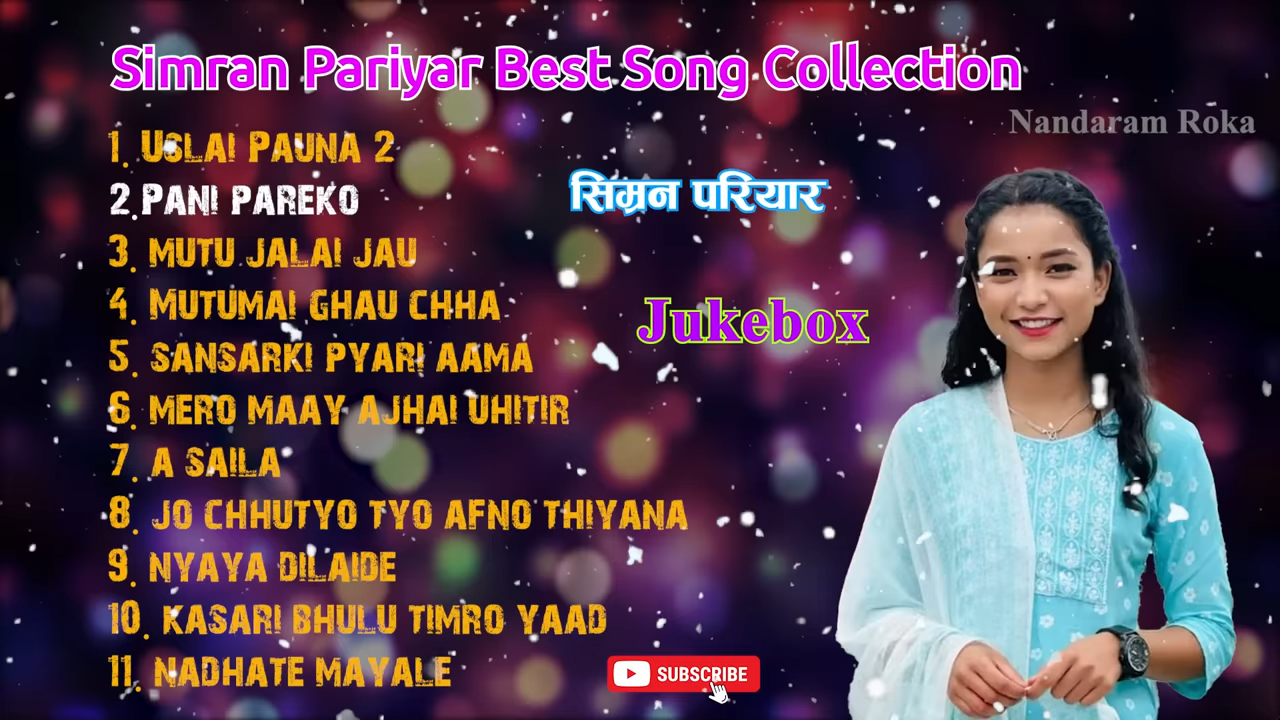 Simran Pariyar Best Song Collection
Nandaram Roka
1. Uslai Pauna 2
2. Pani pareko
सिम्रन परियार
3. mutu jalai jau
4. Mutumai ghau chha
Jukebox
5. sansarki pyari aama
6. mero maay ajhai uhitir
7. a saila
8. jo chhutyo tyo afno thiyana
9. nyaya dilaide
10. kasari bhulu timro yaad
11. nadhate mayale
SUBSCRIBE